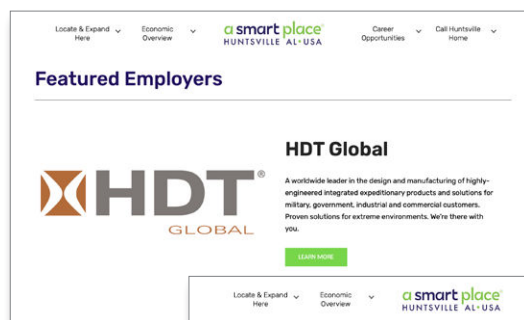 Locate & Expand Here
Economic Overview
a smart place®
HUNTSVILLE AL•USA
Career Opportunities
Call Huntsville Home
Featured Employers
HDT®
GLOBAL
HDT Global
A worldwide leader in the design and manufacturing of highly-
engineered integrated expeditionary products and solutions for
military, government, industrial and commercial customers.
Proven solutions for extreme environments. We're there with
you.
LEARN MORE
Locate & Expand Here
Economic Overview
a smart place®
HUNTSVILLE AL•USA